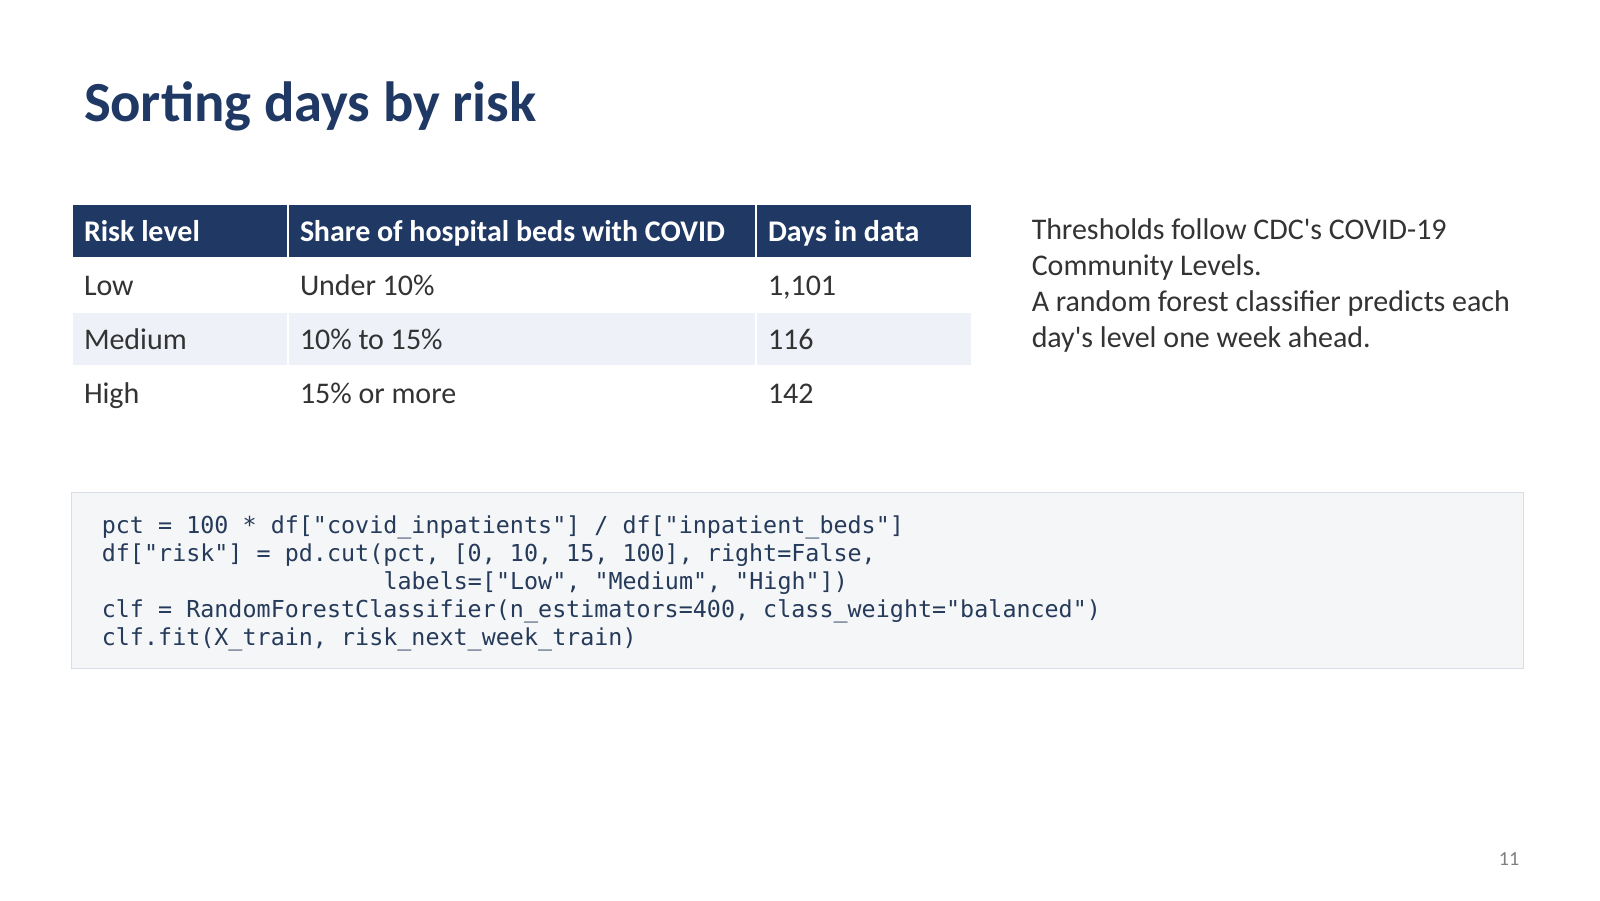 Sorting days by risk
Risk level Share of hospital beds with COVID Days in data
Low Under 10% 1,101
Medium 10% to 15% 116
High 15% or more 142
Thresholds follow CDC's COVID-19
Community Levels.
A random forest classifier predicts each
day's level one week ahead.
pct = 100 * df["covid_inpatients"] / df["inpatient_beds"]
df["risk"] = pd.cut(pct, [0, 10, 15, 100], right=False,
                    labels=["Low", "Medium", "High"])
clf = RandomForestClassifier(n_estimators=400, class_weight="balanced")
clf.fit(X_train, risk_next_week_train)
11